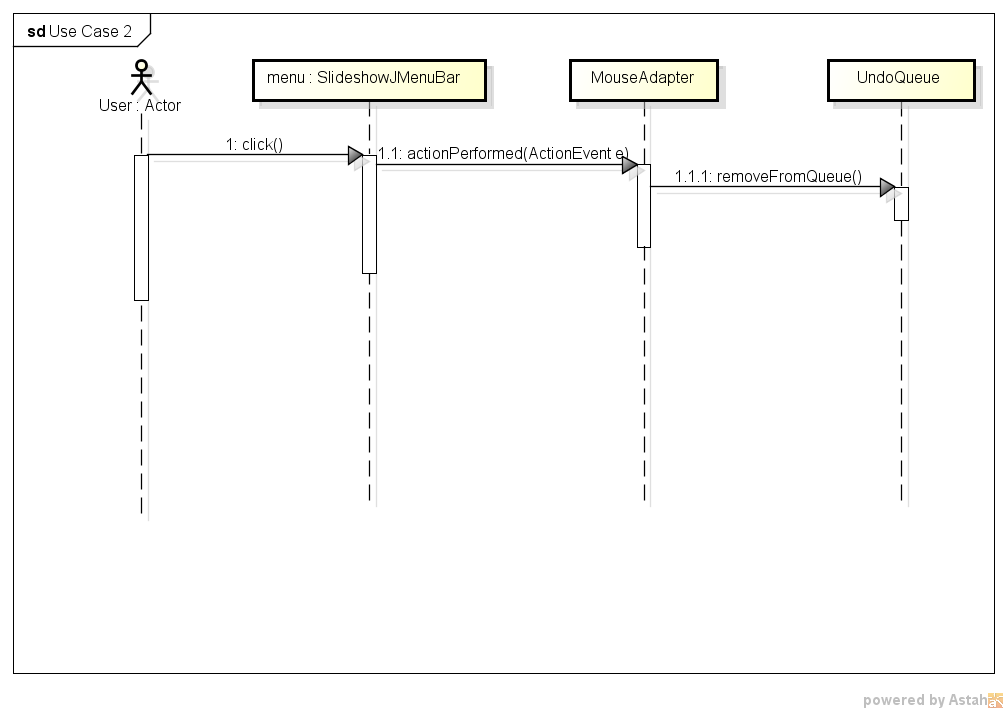 sd Use Case 2
User : Actor
menu : SlideshowJMenuBar
MouseAdapter
UndoQueue
1: click()
1.1: actionPerformed(ActionEvent e)
1.1.1: removeFromQueue()
powered by Astah